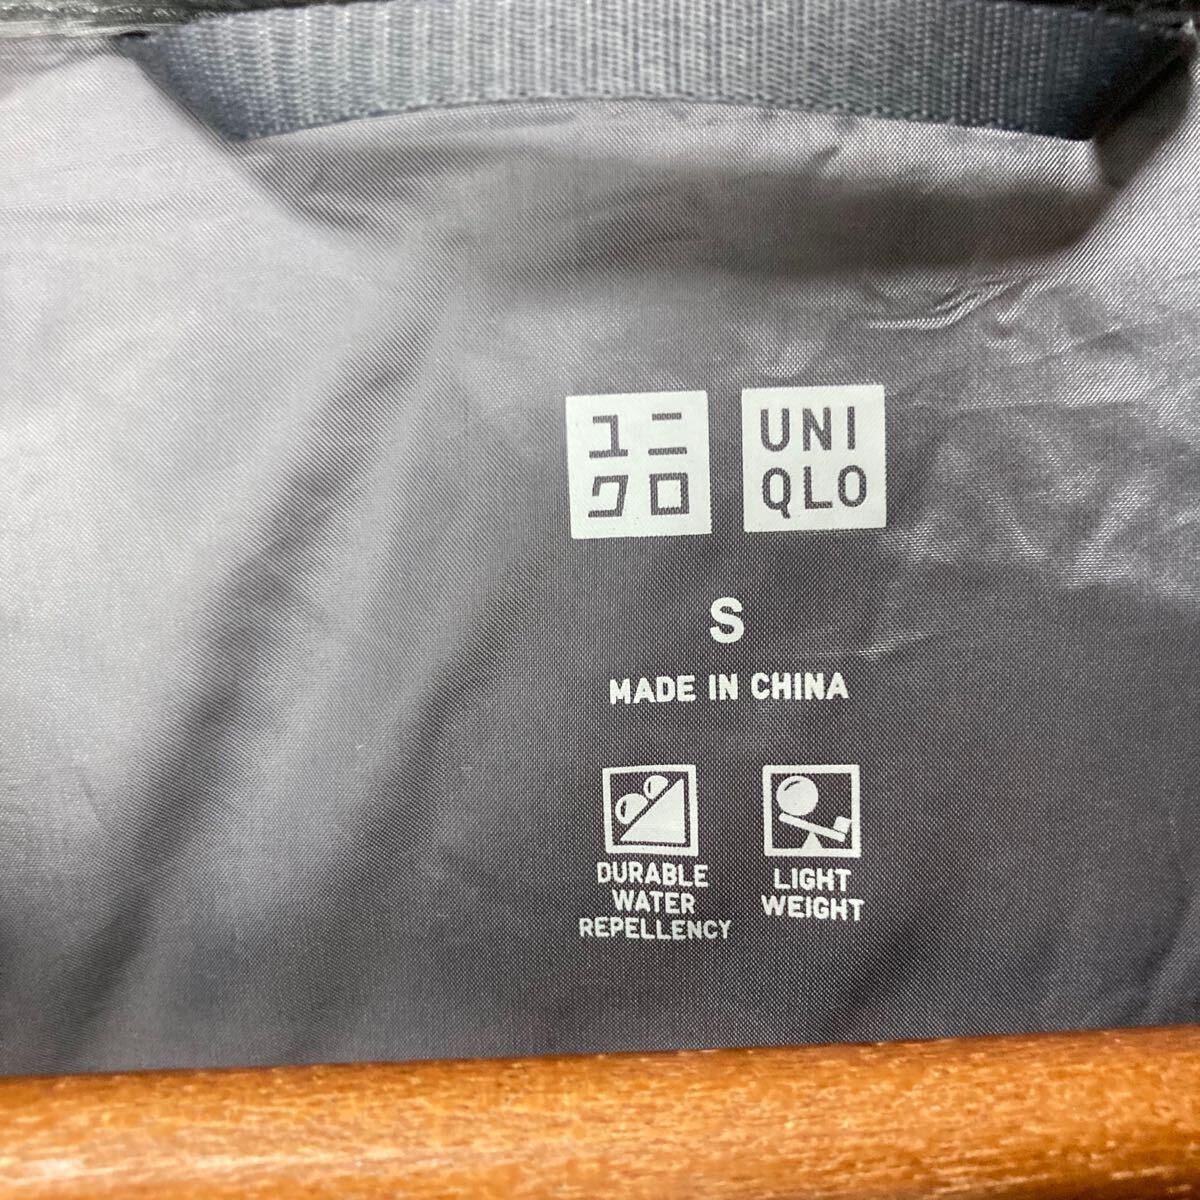 ユニ
クロ
UNI
QLO
S
MADE IN CHINA
DURABLE
WATER
REPELLENCY
LIGHT
WEIGHT